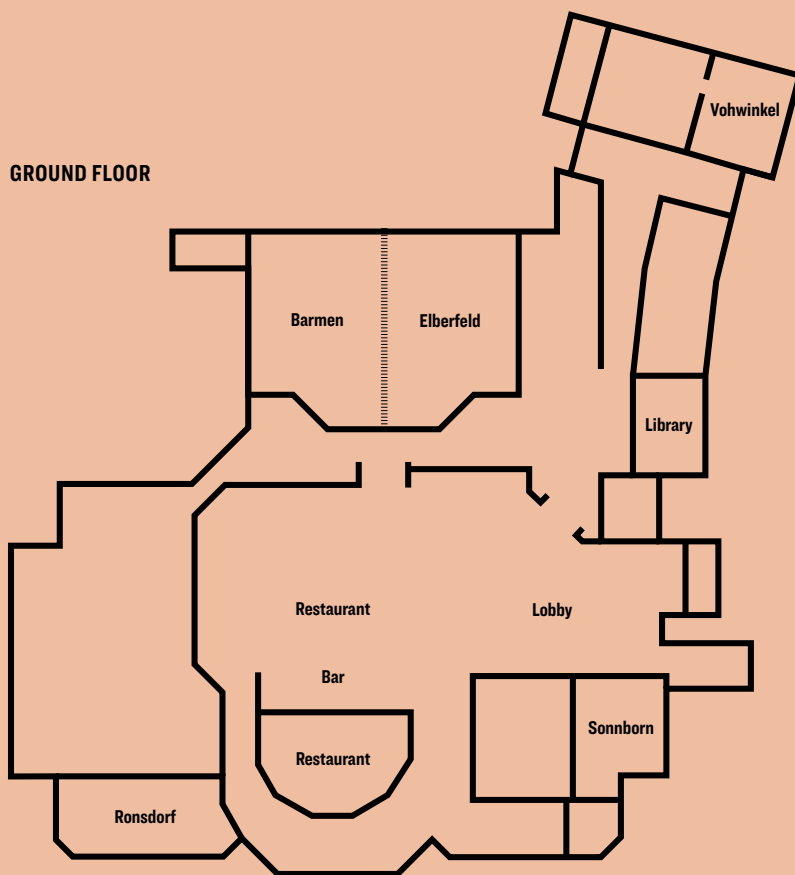 Vohwinkel
GROUND FLOOR
Barmen
Elberfeld
Library
Restaurant
Lobby
Bar
Sonnborn
Restaurant
Ronsdorf